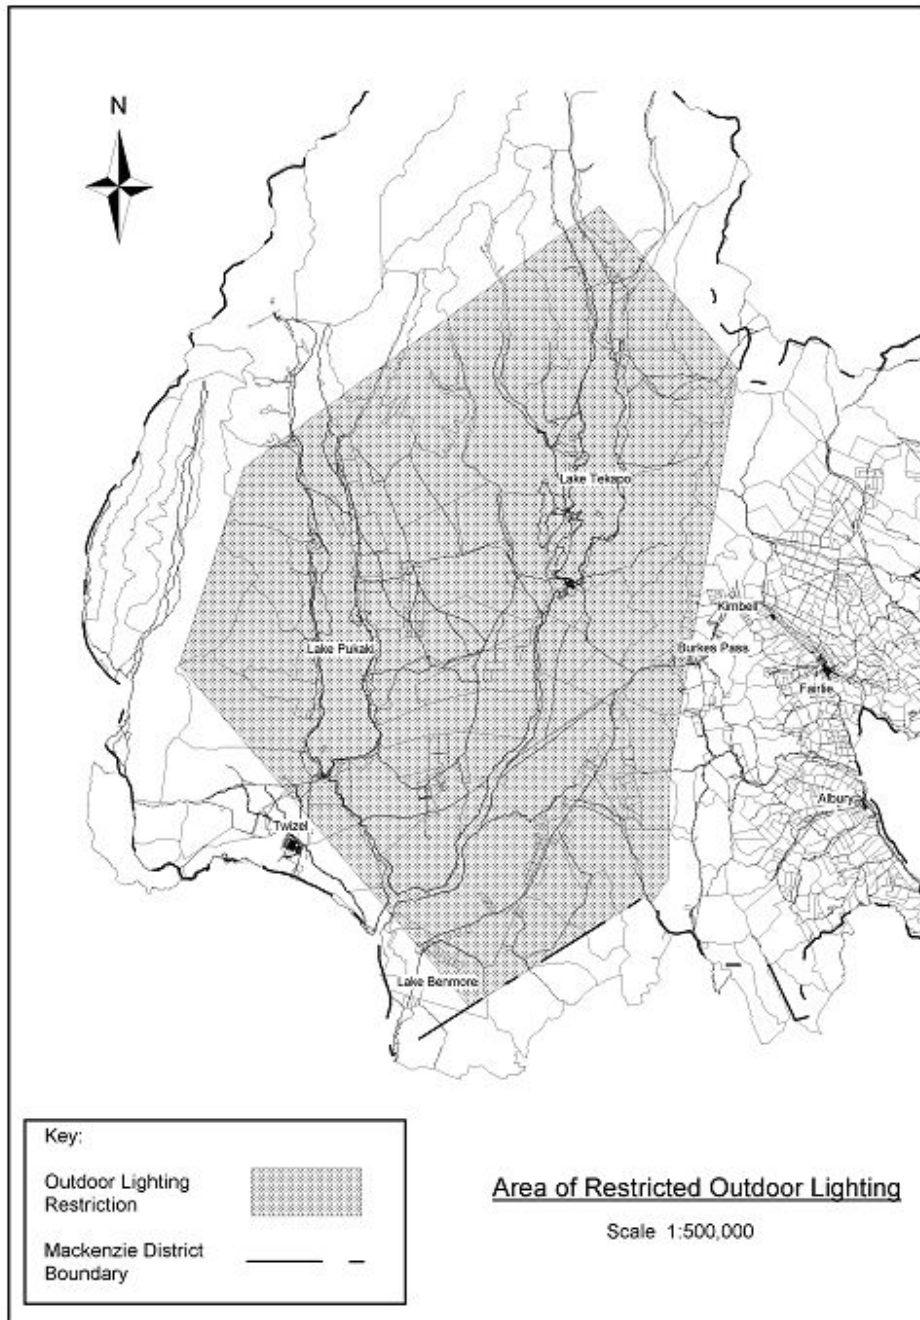 N
Lake Tekapo
Kimbell
Lake Pukaki
Burkes Pass
Fairlie
Albury
Twizel
Lake Benmore
Key:
Outdoor Lighting
Restriction
Mackenzie District
Boundary
Area of Restricted Outdoor Lighting
Scale 1:500,000